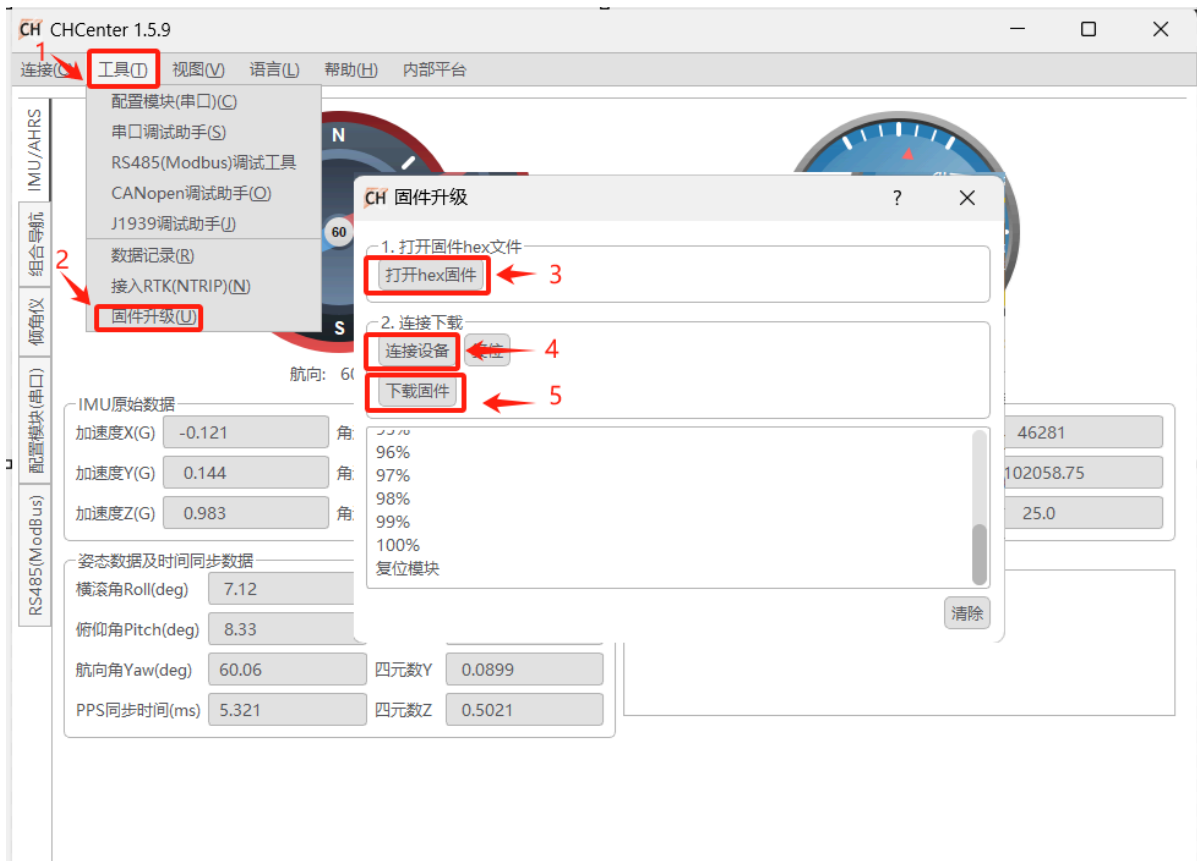 CH CHCenter 1.5.9
1
连接(C) 工具(T) 视图(V) 语言(L) 帮助(H) 内部平台
配置模块(串口)(C)
串口调试助手(S)
RS485(Modbus)调试工具
CANopen调试助手(O)
J1939调试助手(J)
数据记录(R)
接入RTK(NTRIP)(N)
固件升级(U)
2
IMU/AHRS
组合导航
倾角仪
配置模块(串口)
RS485(ModBus)
N
60
S
航向: 60
CH 固件升级 ?
1. 打开固件hex文件
打开hex固件 3
2. 连接下载
连接设备 4
下载固件 5
96%
97%
98%
99%
100%
复位模块
清除
IMU原始数据
加速度X(G) -0.121 角 46281
加速度Y(G) 0.144 角 102058.75
加速度Z(G) 0.983 角 25.0
姿态数据及时间同步数据
横滚角Roll(deg) 7.12
俯仰角Pitch(deg) 8.33
航向角Yaw(deg) 60.06 四元数Y 0.0899
PPS同步时间(ms) 5.321 四元数Z 0.5021